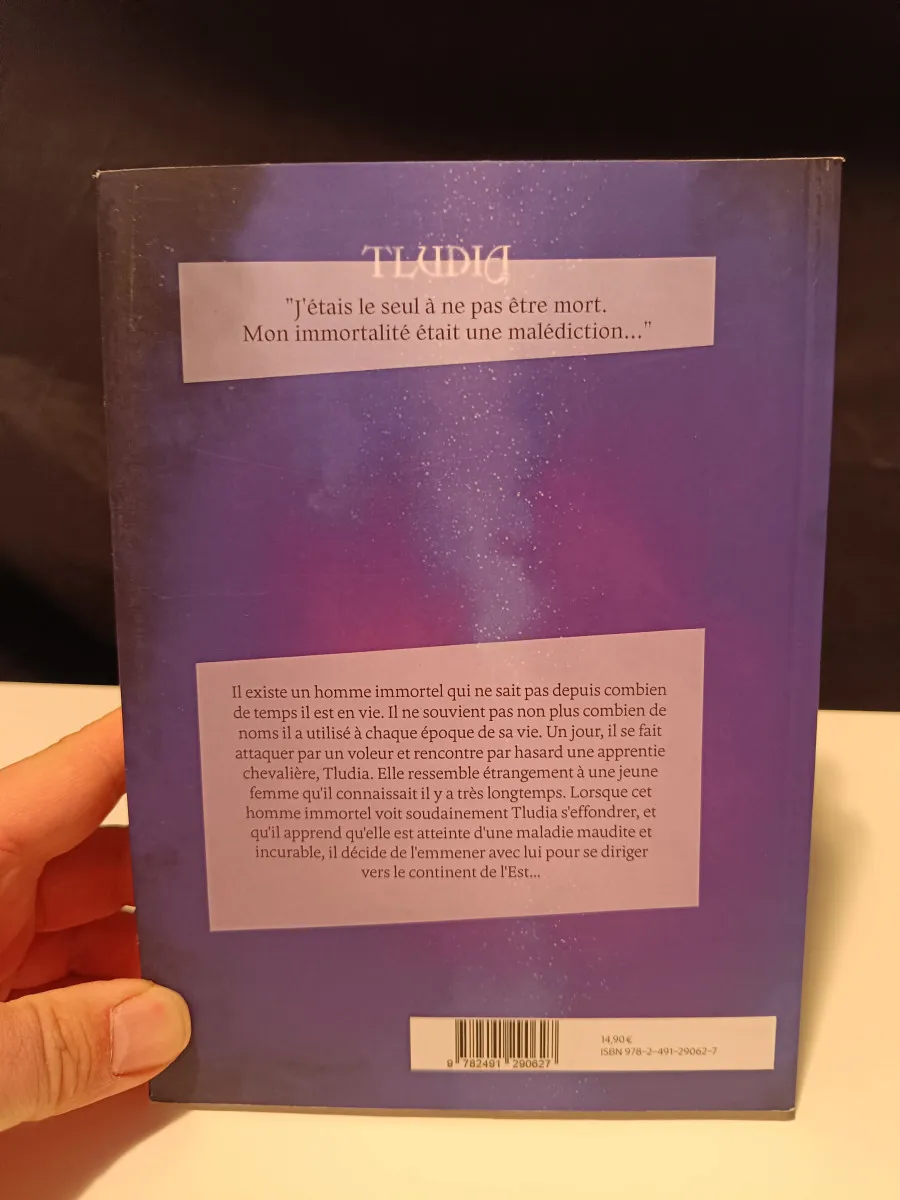 TLUDIA
"J'étais le seul à ne pas être mort.
Mon immortalité était une malédiction..."
Il existe un homme immortel qui ne sait pas depuis combien
de temps il est en vie. Il ne souvient pas non plus combien de
noms il a utilisé à chaque époque de sa vie. Un jour, il se fait
attaquer par un voleur et rencontre par hasard une apprentie
chevalière, Tludia. Elle ressemble étrangement à une jeune
femme qu'il connaissait il y a très longtemps. Lorsque cet
homme immortel voit soudainement Tludia s'effondrer, et
qu'il apprend qu'elle est atteinte d'une maladie maudite et
incurable, il décide de l'emmener avec lui pour se diriger
vers le continent de l'Est...
14,90 €
ISBN 978-2-491-29062-7
9 782491 290627